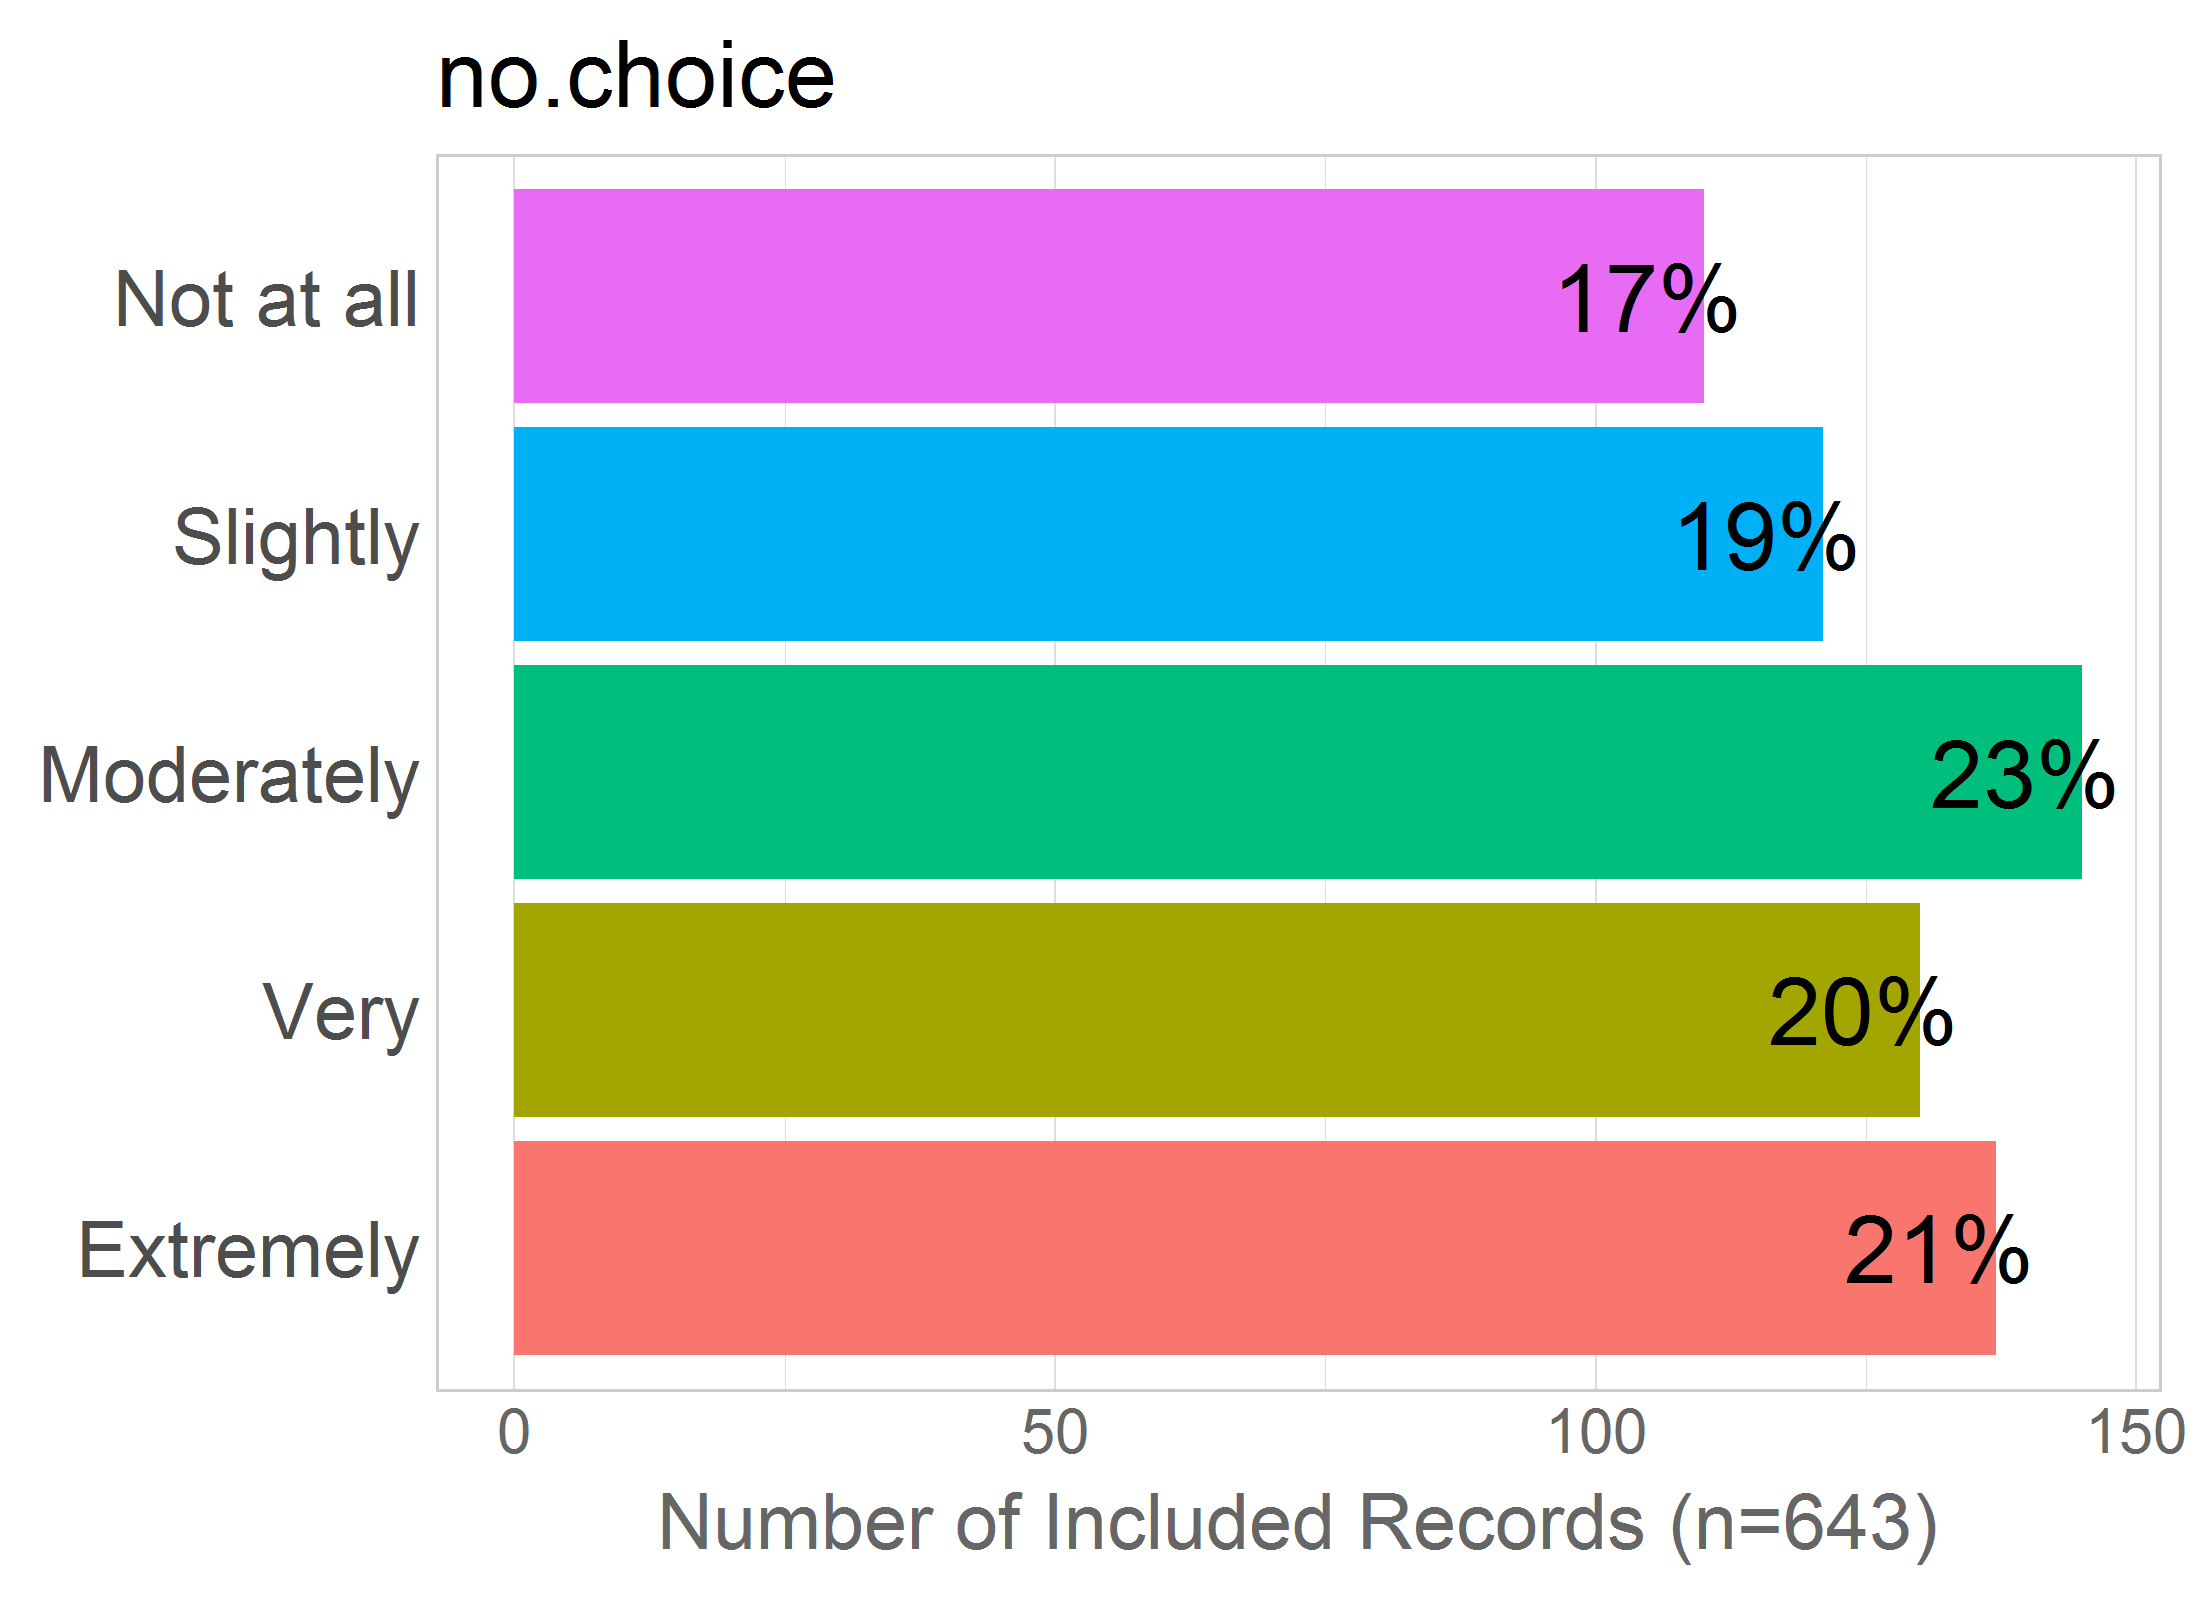 no.choice
Not at all
17%
Slightly
19%
Moderately
23%
Very
20%
Extremely
21%
0 50 100 150
Number of Included Records (n=643)